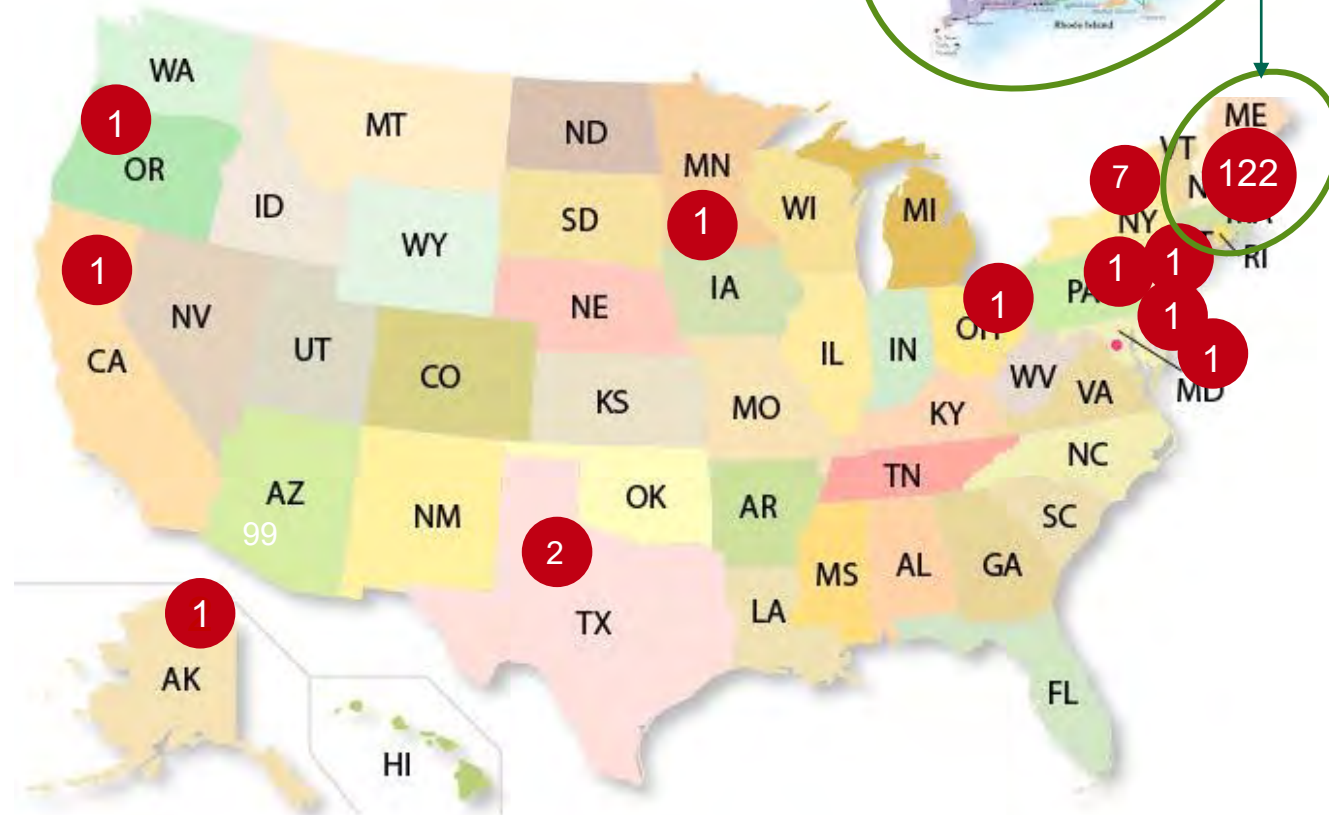 Rhode Island
WA
MT
ND
MN
ME
VT
1
OR
ID
WY
SD
1
WI
MI
7
NY
N
122
MA
RI
1
CA
NV
UT
CO
NE
IA
IL
IN
OH
1
PA
1
1
1
1
KS
MO
KY
WV
VA
MD
AZ
99
NM
OK
AR
TN
NC
SC
2
TX
LA
MS
AL
GA
FL
1
AK
HI